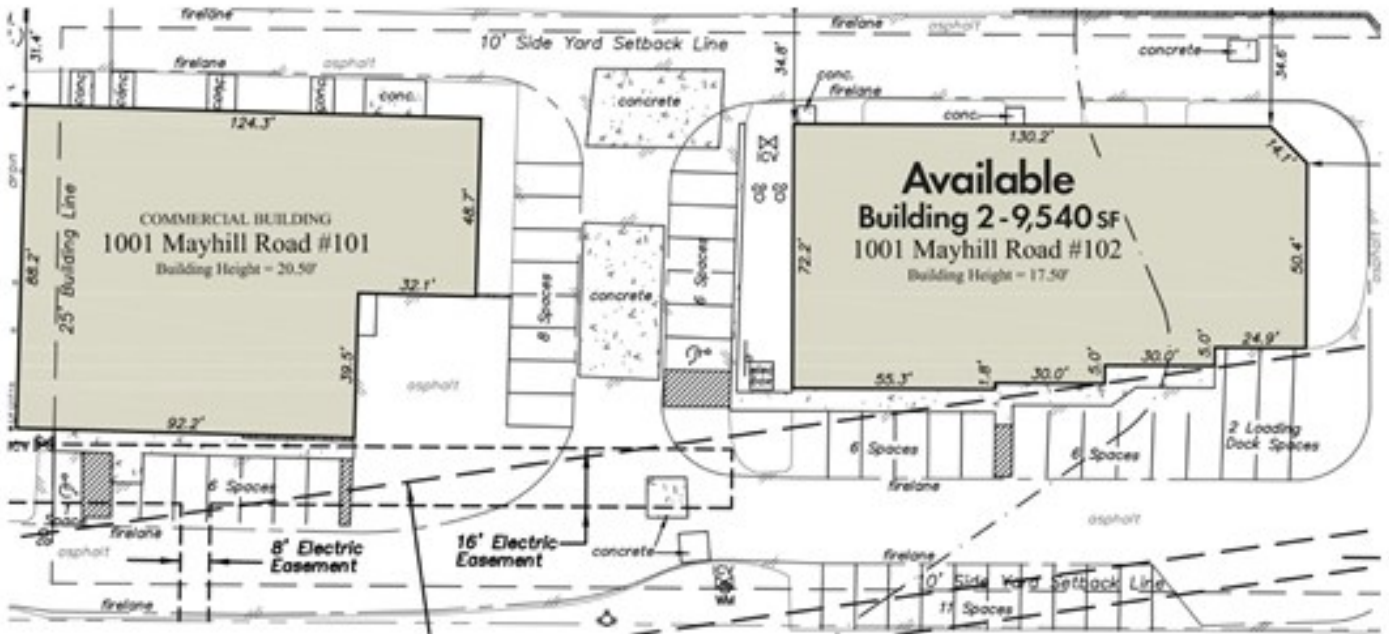 firelane
firelane
asphalt
31.4'
10' Side Yard Setback Line
34.8'
concrete
34.6'
firelane
asphalt
conc.
conc.
conc.
conc.
conc.
concrete
conc.
firelane
conc.
124.3'
130.2'
14.1'
88.2'
25' Building Line
COMMERCIAL BUILDING
1001 Mayhill Road #101
Building Height = 20.50'
48.7'
32.1'
39.5'
92.2'
asphalt
8 Spaces
concrete
6 Spaces
Available
Building 2 - 9,540 SF
1001 Mayhill Road #102
Building Height = 17.50'
72.2'
50.4'
asphalt
elec
box
55.3'
1.8'
30.0'
5.0'
30.0'
5.0'
24.9'
6 Spaces
6 Spaces
6 Spaces
2 Loading
Dock Spaces
firelane
firelane
asphalt
8' Electric
Easement
16' Electric
Easement
concrete
asphalt
firelane
10' Side Yard Setback Line
WM
11 Spaces
firelane